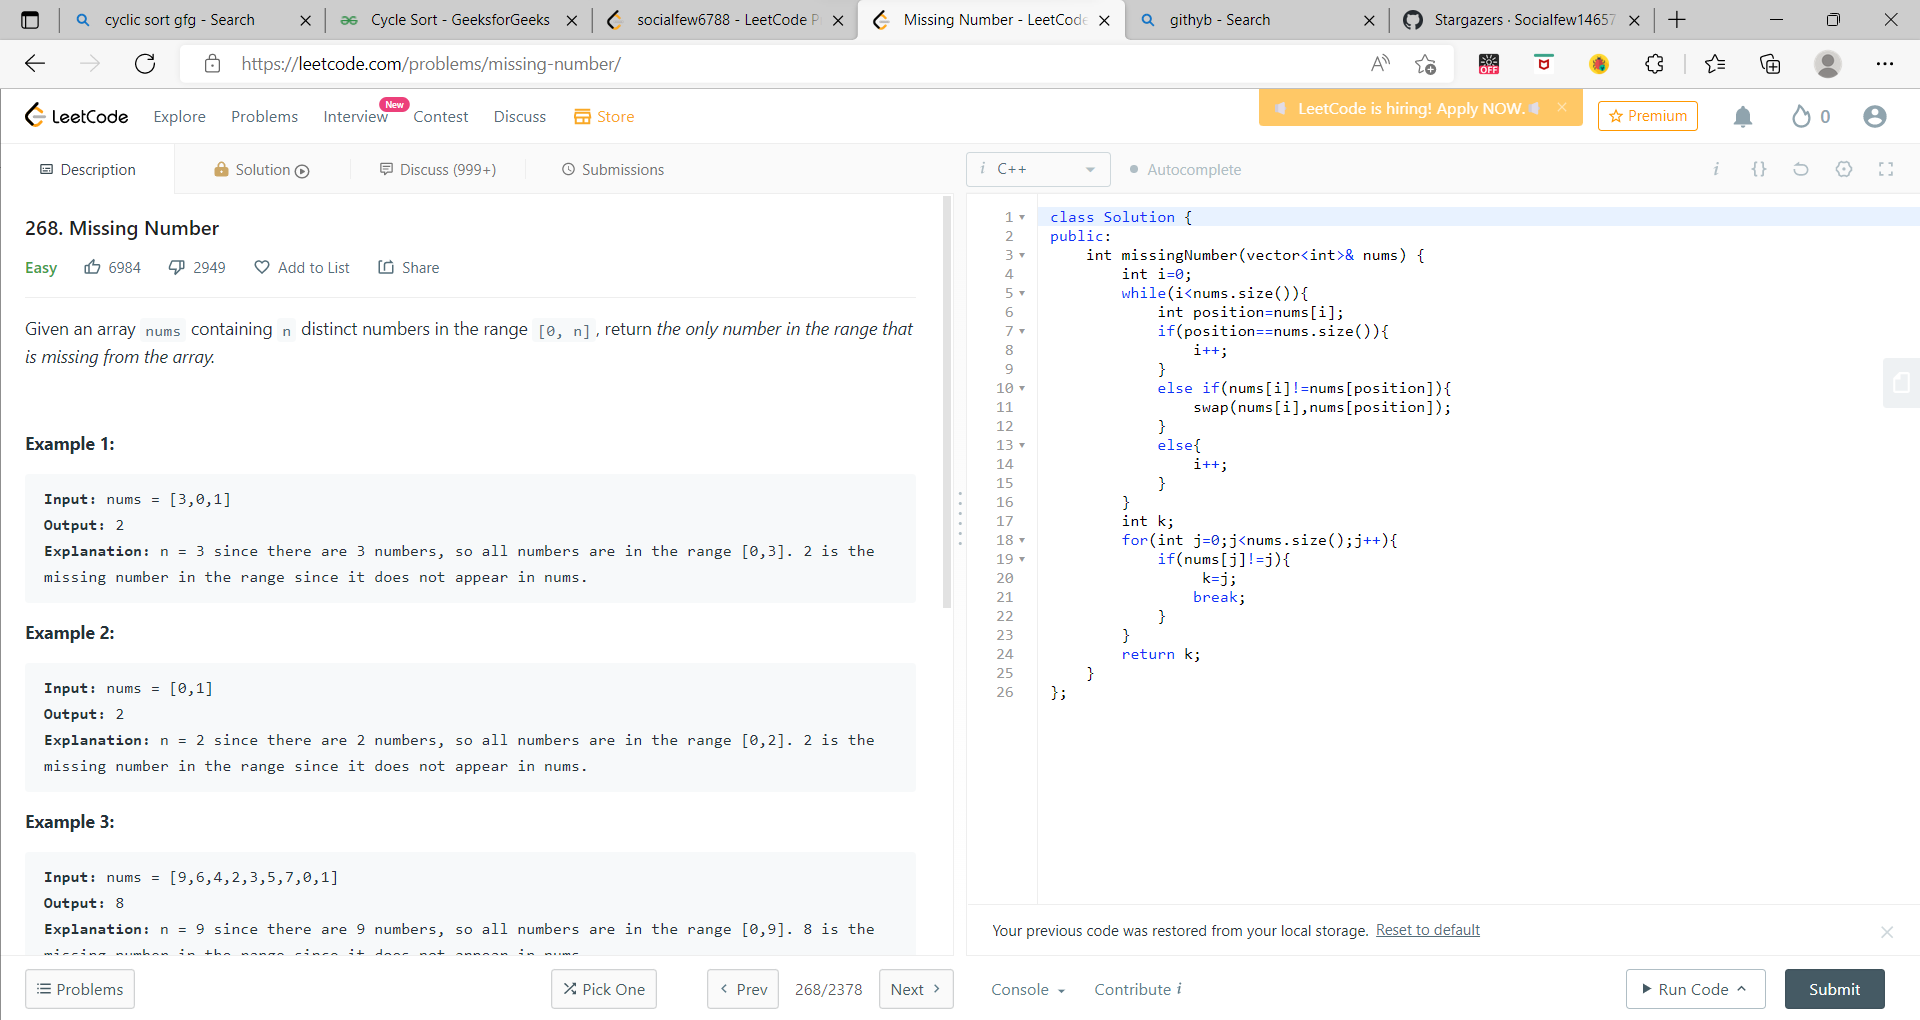 cyclic sort gfg - Search
Cycle Sort - GeeksforGeeks
socialfew6788 - LeetCode P
Missing Number - LeetCode
githyb - Search
Stargazers · Socialfew14657
https://leetcode.com/problems/missing-number/
OFF
LeetCode
Explore
Problems
Interview
New
Contest
Discuss
Store
LeetCode is hiring! Apply NOW.
Premium
0
Description
Solution
Discuss (999+)
Submissions
i C++
Autocomplete
i {}
268. Missing Number
Easy 6984 2949 Add to List Share
Given an array nums containing n distinct numbers in the range [0, n], return the only number in the range that
is missing from the array.
Example 1:
Input: nums = [3,0,1]
Output: 2
Explanation: n = 3 since there are 3 numbers, so all numbers are in the range [0,3]. 2 is the
missing number in the range since it does not appear in nums.
Example 2:
Input: nums = [0,1]
Output: 2
Explanation: n = 2 since there are 2 numbers, so all numbers are in the range [0,2]. 2 is the
missing number in the range since it does not appear in nums.
Example 3:
Input: nums = [9,6,4,2,3,5,7,0,1]
Output: 8
Explanation: n = 9 since there are 9 numbers, so all numbers are in the range [0,9]. 8 is the
missing number in the range since it does not appear in nums.
1 class Solution {
2 public:
3     int missingNumber(vector<int>& nums) {
4         int i=0;
5         while(i<nums.size()){
6             int position=nums[i];
7             if(position==nums.size()){
8                 i++;
9             }
10             else if(nums[i]!=nums[position]){
11                 swap(nums[i],nums[position]);
12             }
13             else{
14                 i++;
15             }
16         }
17         int k;
18         for(int j=0;j<nums.size();j++){
19             if(nums[j]!=j){
20                  k=j;
21                 break;
22             }
23         }
24         return k;
25     }
26 };
Your previous code was restored from your local storage. Reset to default
Problems
Pick One
Prev
268/2378
Next
Console
Contribute i
Run Code
Submit